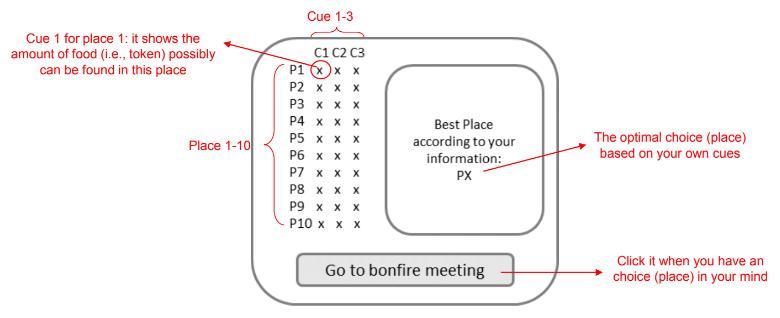 Cue 1-3
Cue 1 for place 1: it shows the
amount of food (i.e., token) possibly
can be found in this place
C1 C2 C3
P1 x x x
P2 x x x
P3 x x x
P4 x x x
P5 x x x
P6 x x x
P7 x x x
P8 x x x
P9 x x x
P10 x x x
Place 1-10
Best Place
according to your
information:
PX
The optimal choice (place)
based on your own cues
Go to bonfire meeting
Click it when you have an
choice (place) in your mind